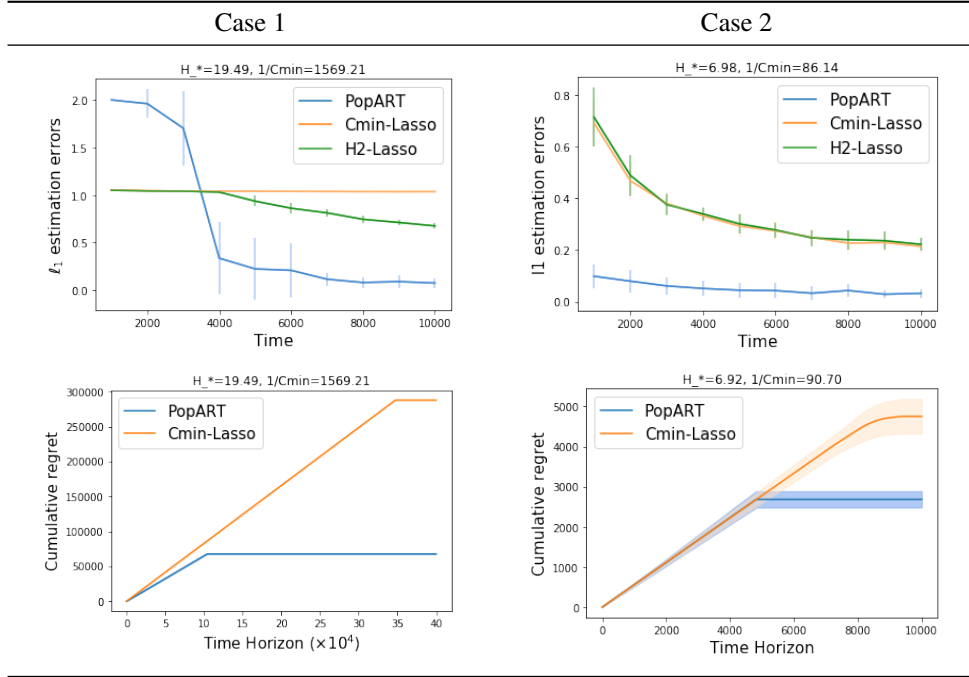 Case 1
Case 2
H_*=19.49, 1/Cmin=1569.21
2.0
1.5
1.0
0.5
0.0
ℓ₁ estimation errors
PopART
Cmin-Lasso
H2-Lasso
2000
4000
6000
8000
10000
Time
H_*=6.98, 1/Cmin=86.14
0.8
0.6
0.4
0.2
0.0
l1 estimation errors
PopART
Cmin-Lasso
H2-Lasso
2000
4000
6000
8000
10000
Time
H_*=19.49, 1/Cmin=1569.21
300000
250000
200000
150000
100000
50000
0
Cumulative regret
PopART
Cmin-Lasso
0
5
10
15
20
25
30
35
40
Time Horizon (×10⁴)
H_*=6.92, 1/Cmin=90.70
5000
4000
3000
2000
1000
0
Cumulative regret
PopART
Cmin-Lasso
0
2000
4000
6000
8000
10000
Time Horizon